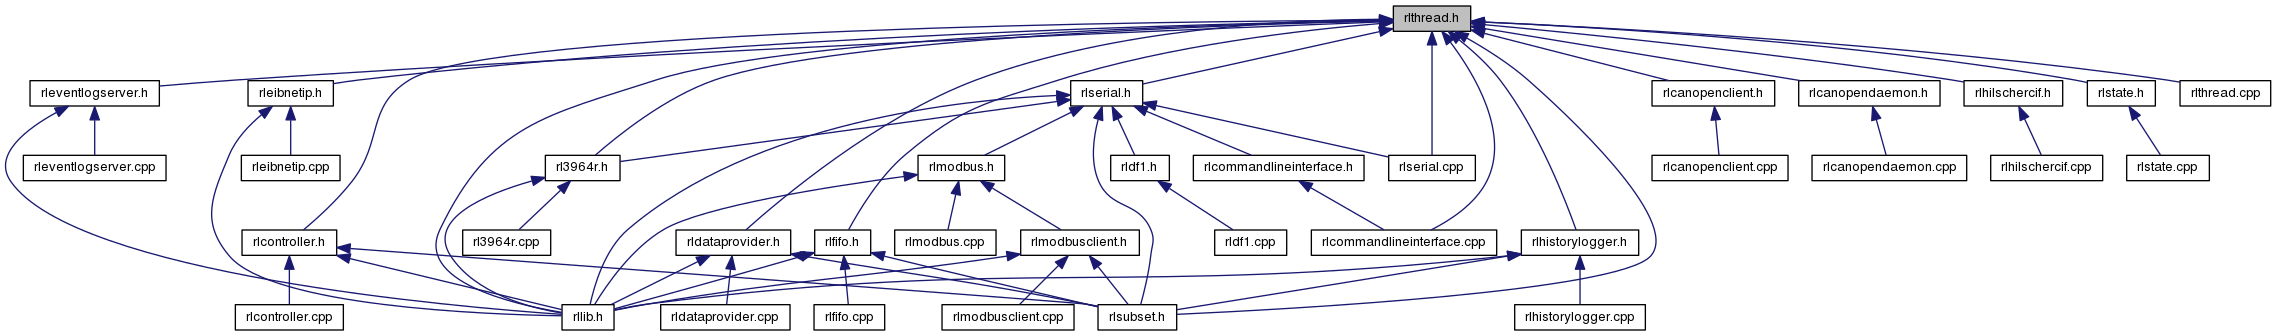 rlthread.h
rleventlogserver.h
rleibnetip.h
rlserial.h
rlcanopenclient.h
rlcanopendaemon.h
rlhilschercif.h
rlstate.h
rlthread.cpp
rleventlogserver.cpp
rleibnetip.cpp
rl3964r.h
rlmodbus.h
rldf1.h
rlcommandlineinterface.h
rlserial.cpp
rlcanopenclient.cpp
rlcanopendaemon.cpp
rlhilschercif.cpp
rlstate.cpp
rlcontroller.h
rl3964r.cpp
rldataprovider.h
rlfifo.h
rlmodbus.cpp
rlmodbusclient.h
rldf1.cpp
rlcommandlineinterface.cpp
rlhistorylogger.h
rlcontroller.cpp
rllib.h
rldataprovider.cpp
rlfifo.cpp
rlmodbusclient.cpp
rlsubset.h
rlhistorylogger.cpp